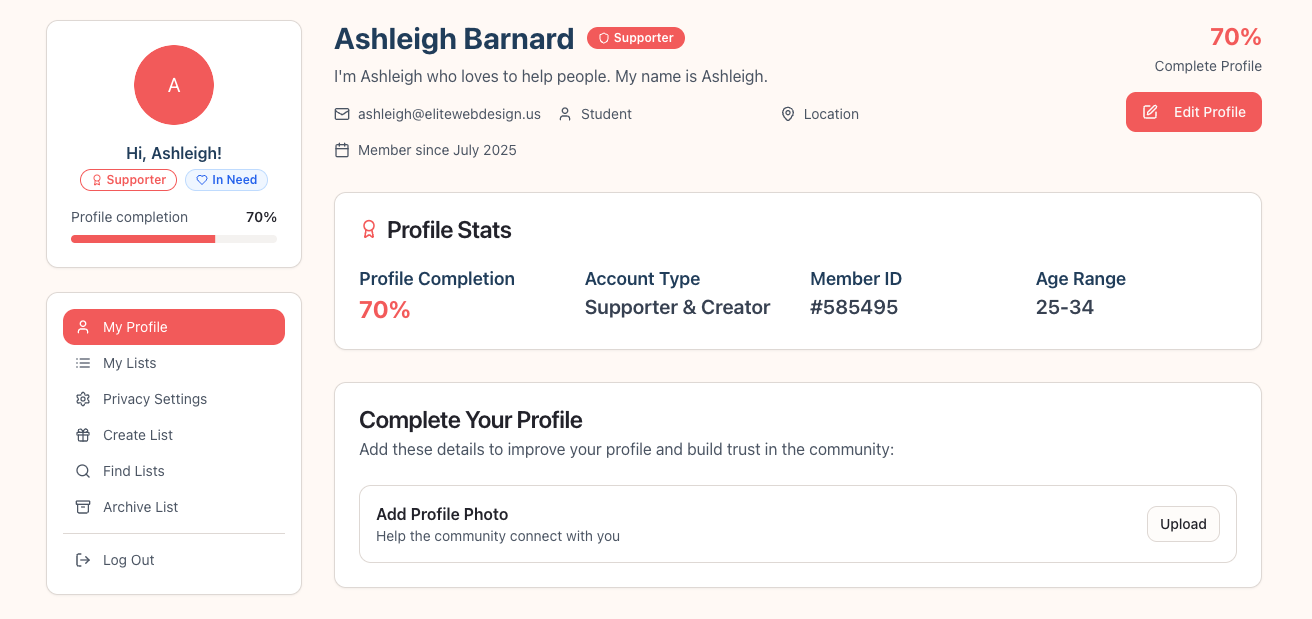 A
Hi, Ashleigh!
Supporter
In Need
Profile completion 70%
My Profile
My Lists
Privacy Settings
Create List
Find Lists
Archive List
Log Out
Ashleigh Barnard Supporter
I'm Ashleigh who loves to help people. My name is Ashleigh.
ashleigh@elitewebdesign.us Student Location
Member since July 2025
70%
Complete Profile
Edit Profile
Profile Stats
Profile Completion
70%
Account Type
Supporter & Creator
Member ID
#585495
Age Range
25-34
Complete Your Profile
Add these details to improve your profile and build trust in the community:
Add Profile Photo
Help the community connect with you
Upload